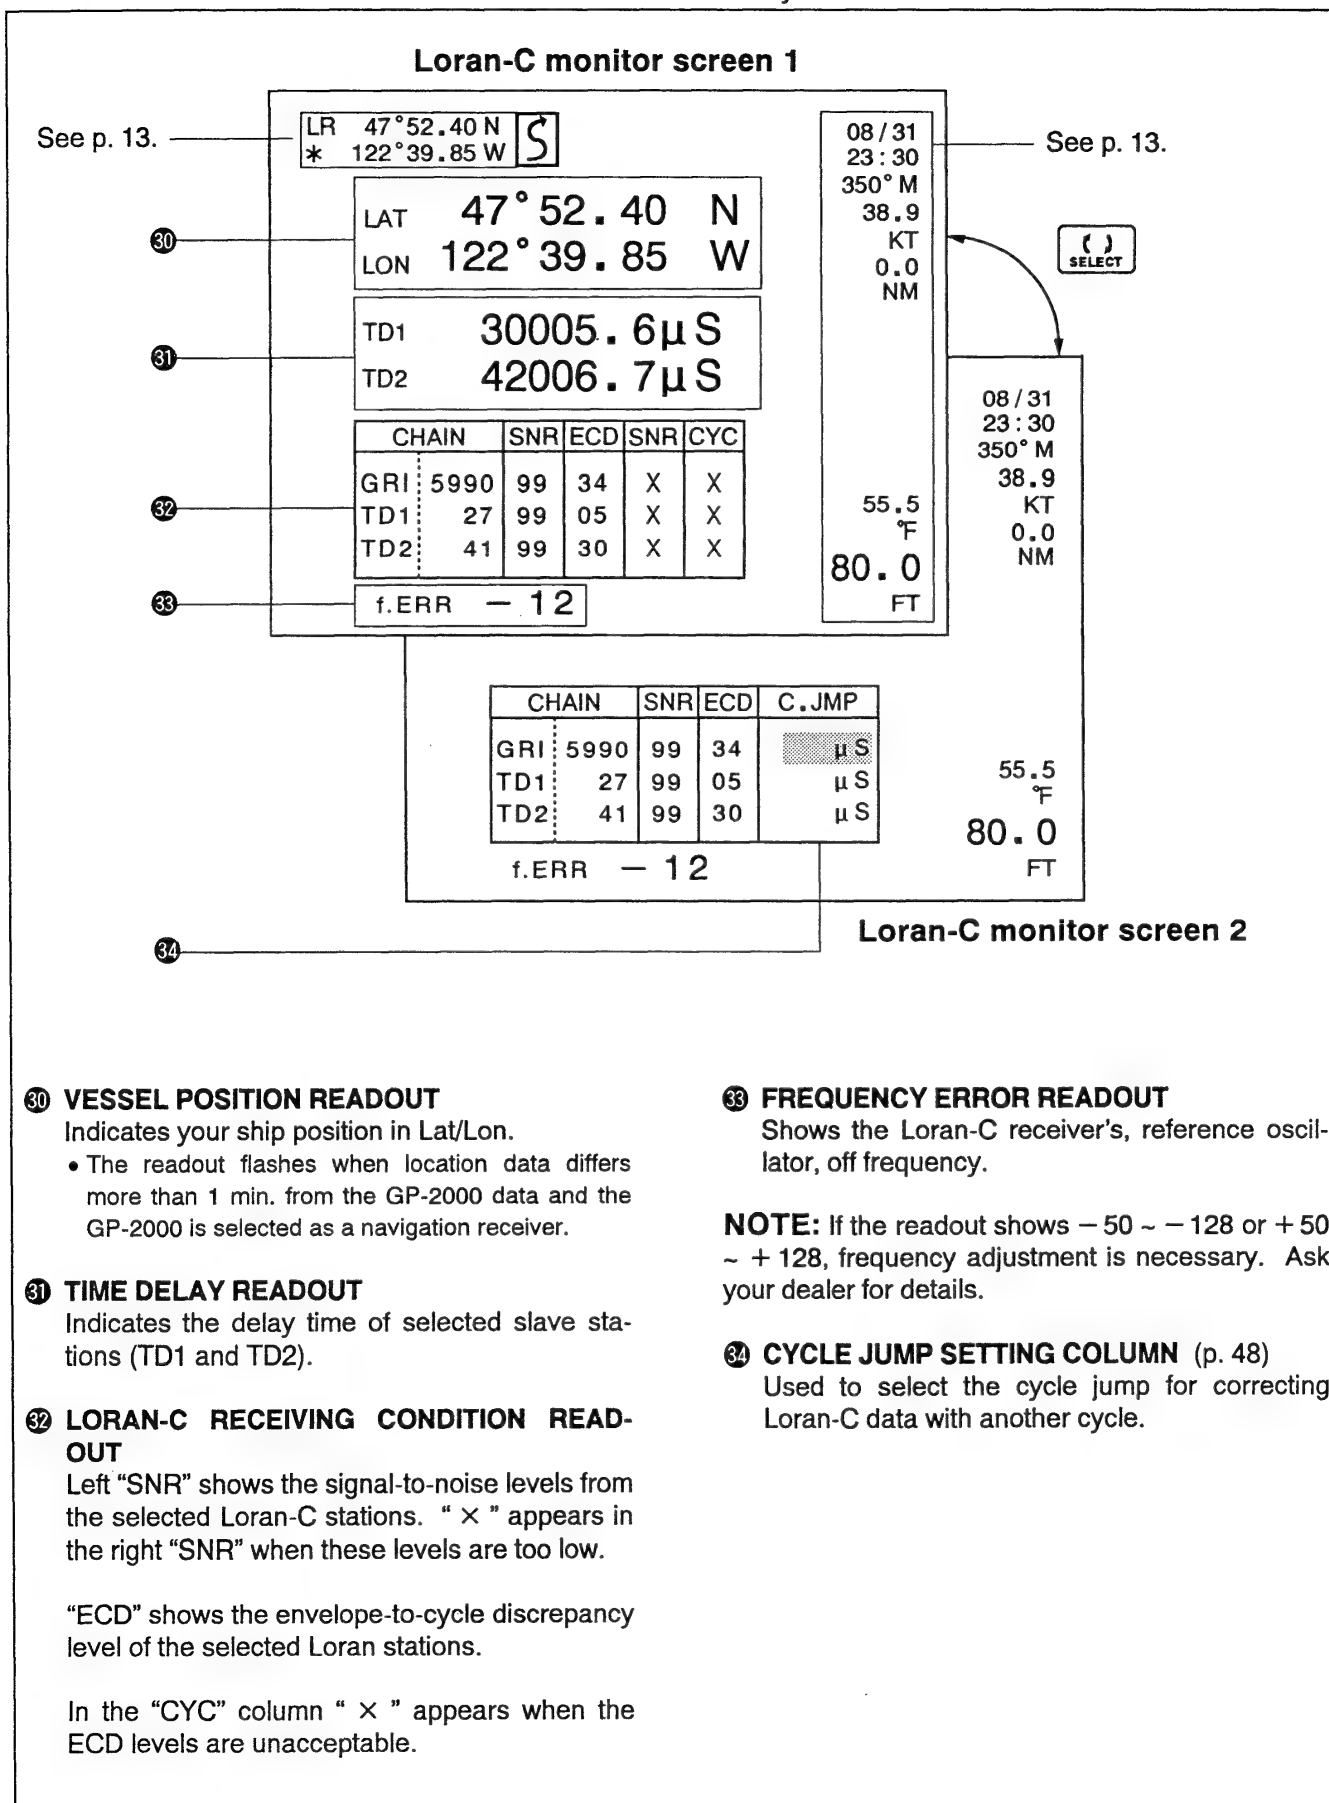 Loran-C monitor screen 1
See p. 13.
LR 47°52.40 N
* 122°39.85 W
08/31
23:30
350° M
38.9
KT
0.0
NM
55.5
°F
80.0
FT
See p. 13.
SELECT
30
LAT 47°52.40 N
LON 122°39.85 W
31
TD1 30005.6µS
TD2 42006.7µS
32
CHAIN SNR ECD SNR CYC
GRI 5990 99 34 X X
TD1 27 99 05 X X
TD2 41 99 30 X X
33
f.ERR −12
08/31
23:30
350° M
38.9
KT
0.0
NM
55.5
°F
80.0
FT
CHAIN SNR ECD C.JMP
GRI 5990 99 34 µS
TD1 27 99 05 µS
TD2 41 99 30 µS
f.ERR −12
34
Loran-C monitor screen 2
30 VESSEL POSITION READOUT
Indicates your ship position in Lat/Lon.
• The readout flashes when location data differs
more than 1 min. from the GP-2000 data and the
GP-2000 is selected as a navigation receiver.
31 TIME DELAY READOUT
Indicates the delay time of selected slave sta-
tions (TD1 and TD2).
32 LORAN-C RECEIVING CONDITION READ-
OUT
Left “SNR” shows the signal-to-noise levels from
the selected Loran-C stations. “ × ” appears in
the right “SNR” when these levels are too low.
“ECD” shows the envelope-to-cycle discrepancy
level of the selected Loran stations.
In the “CYC” column “ × ” appears when the
ECD levels are unacceptable.
33 FREQUENCY ERROR READOUT
Shows the Loran-C receiver's, reference oscil-
lator, off frequency.
NOTE: If the readout shows −50 ~ −128 or +50
~ +128, frequency adjustment is necessary. Ask
your dealer for details.
34 CYCLE JUMP SETTING COLUMN (p. 48)
Used to select the cycle jump for correcting
Loran-C data with another cycle.